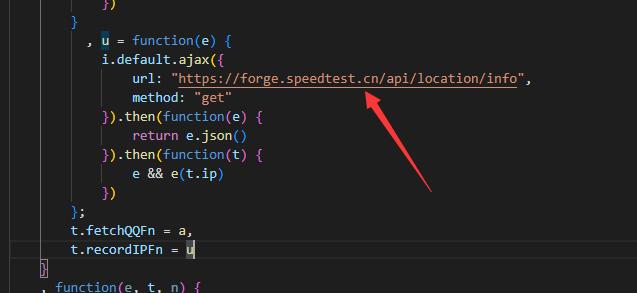 })
}
, u = function(e) {
i.default.ajax({
url: "https://forge.speedtest.cn/api/location/info",
method: "get"
}).then(function(e) {
return e.json()
}).then(function(t) {
e && e(t.ip)
})
};
t.fetchQQFn = a,
t.recordIPFn = u
}
, function(e, t, n) {